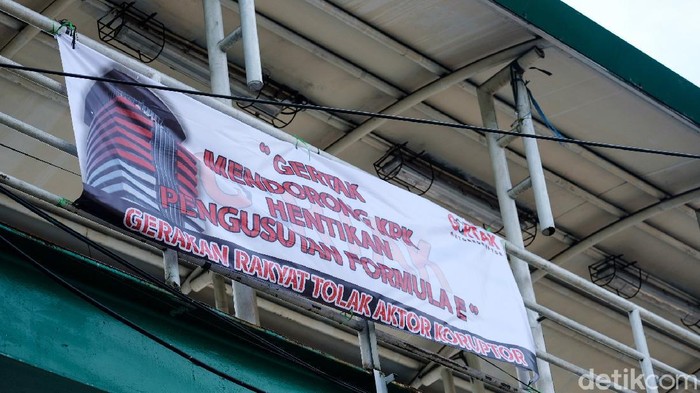 " GERTAK
MENDORONG KPK
HENTIKAN
PENGUSUTAN FORMULA E "
GERAKAN RAKYAT TOLAK AKTOR KORUPTOR
GERTAK
detikcom